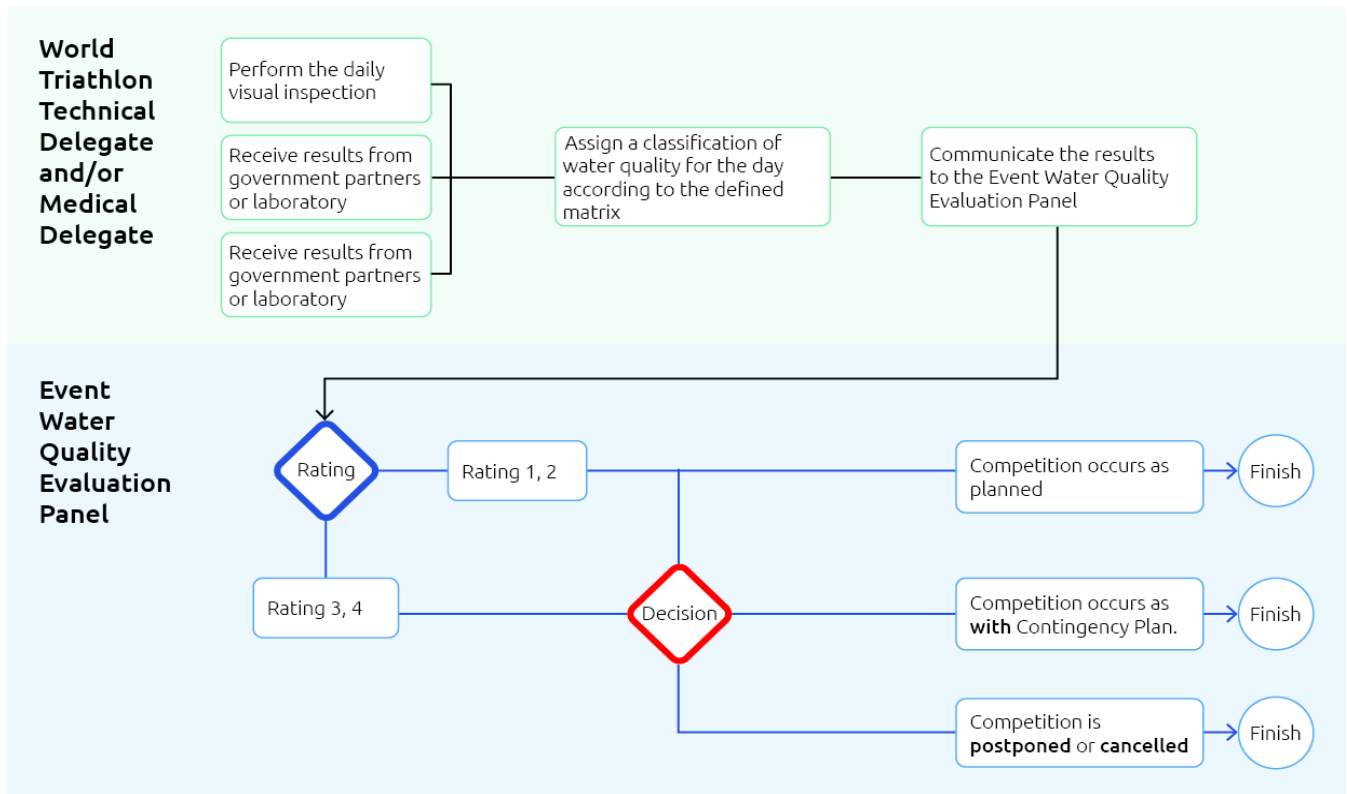 World
Triathlon
Technical
Delegate
and/or
Medical
Delegate
Perform the daily
visual inspection
Receive results from
government partners
or laboratory
Receive results from
government partners
or laboratory
Assign a classification of
water quality for the day
according to the defined
matrix
Communicate the results
to the Event Water Quality
Evaluation Panel
Event
Water
Quality
Evaluation
Panel
Rating
Rating 1, 2
Competition occurs as
planned
Finish
Rating 3, 4
Decision
Competition occurs as
with Contingency Plan.
Finish
Competition is
postponed or cancelled
Finish